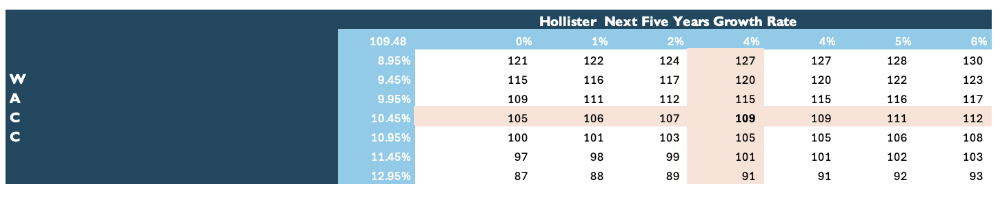 Hollister Next Five Years Growth Rate
109.48 0% 1% 2% 4% 4% 5% 6%
8.95% 121 122 124 127 127 128 130
W 9.45% 115 116 117 120 120 122 123
A 9.95% 109 111 112 115 115 116 117
C 10.45% 105 106 107 109 109 111 112
C 10.95% 100 101 103 105 105 106 108
11.45% 97 98 99 101 101 102 103
12.95% 87 88 89 91 91 92 93